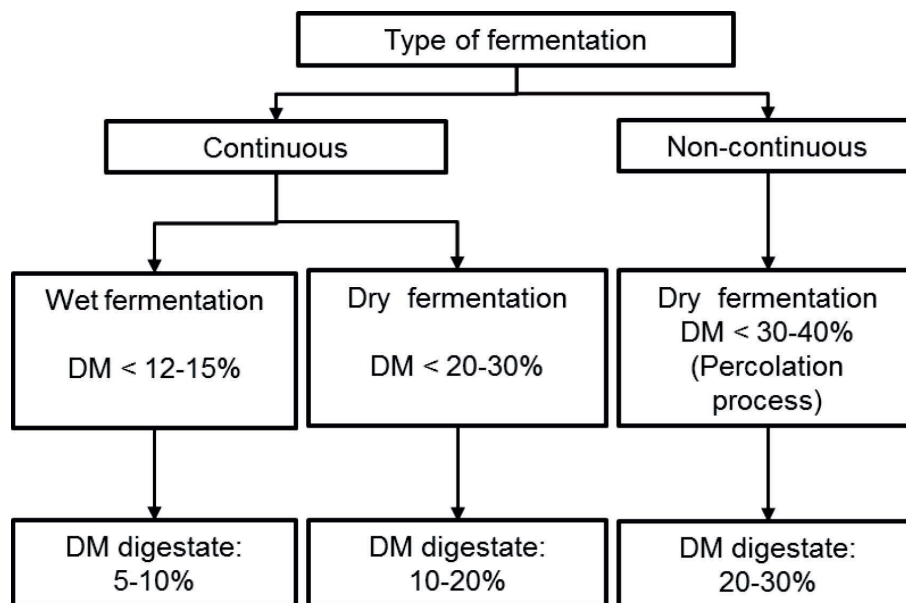 Type of fermentation
Continuous
Non-continuous
Wet fermentation
DM < 12-15%
Dry fermentation
DM < 20-30%
Dry fermentation
DM < 30-40%
(Percolation
process)
DM digestate:
5-10%
DM digestate:
10-20%
DM digestate:
20-30%